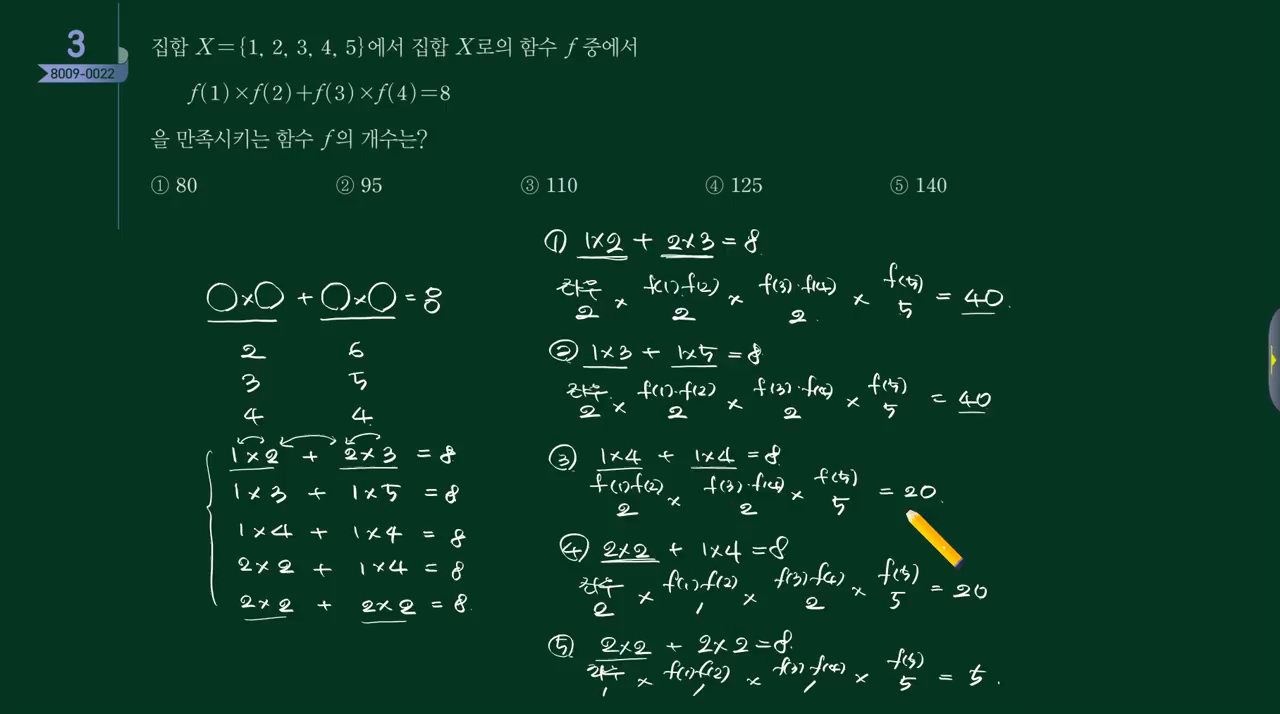 3
8009-0022
집합 X={1, 2, 3, 4, 5}에서 집합 X로의 함수 f 중에서
f(1)×f(2)+f(3)×f(4)=8
을 만족시키는 함수 f의 개수는?
① 80 ② 95 ③ 110 ④ 125 ⑤ 140
○×○ + ○×○ = 8
2 6
3 5
4 4
1×2 + 2×3 = 8
1×3 + 1×5 = 8
1×4 + 1×4 = 8
2×2 + 1×4 = 8
2×2 + 2×2 = 8
① 1×2 + 2×3 = 8
좌우 f(1)·f(2) f(3)·f(4) f(5)
2 × 2 × 2 × 5 = 40
② 1×3 + 1×5 = 8
좌우 f(1)·f(2) f(3)·f(4) f(5)
2 × 2 × 2 × 5 = 40
③ 1×4 + 1×4 = 8
f(1)·f(2) f(3)·f(4) f(5)
2 × 2 × 5 = 20
④ 2×2 + 1×4 = 8
좌우 f(1)·f(2) f(3)·f(4) f(5)
2 × 1 × 2 × 5 = 20
⑤ 2×2 + 2×2 = 8
좌우 f(1)·f(2) f(3)·f(4) f(5)
1 × 1 × 1 × 5 = 5